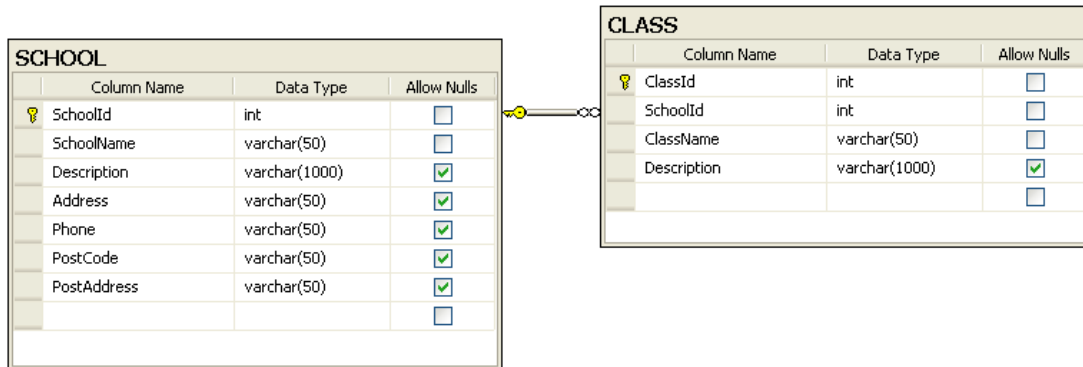 SCHOOL
Column Name Data Type Allow Nulls
SchoolId int
SchoolName varchar(50)
Description varchar(1000)
Address varchar(50)
Phone varchar(50)
PostCode varchar(50)
PostAddress varchar(50)
CLASS
Column Name Data Type Allow Nulls
ClassId int
SchoolId int
ClassName varchar(50)
Description varchar(1000)